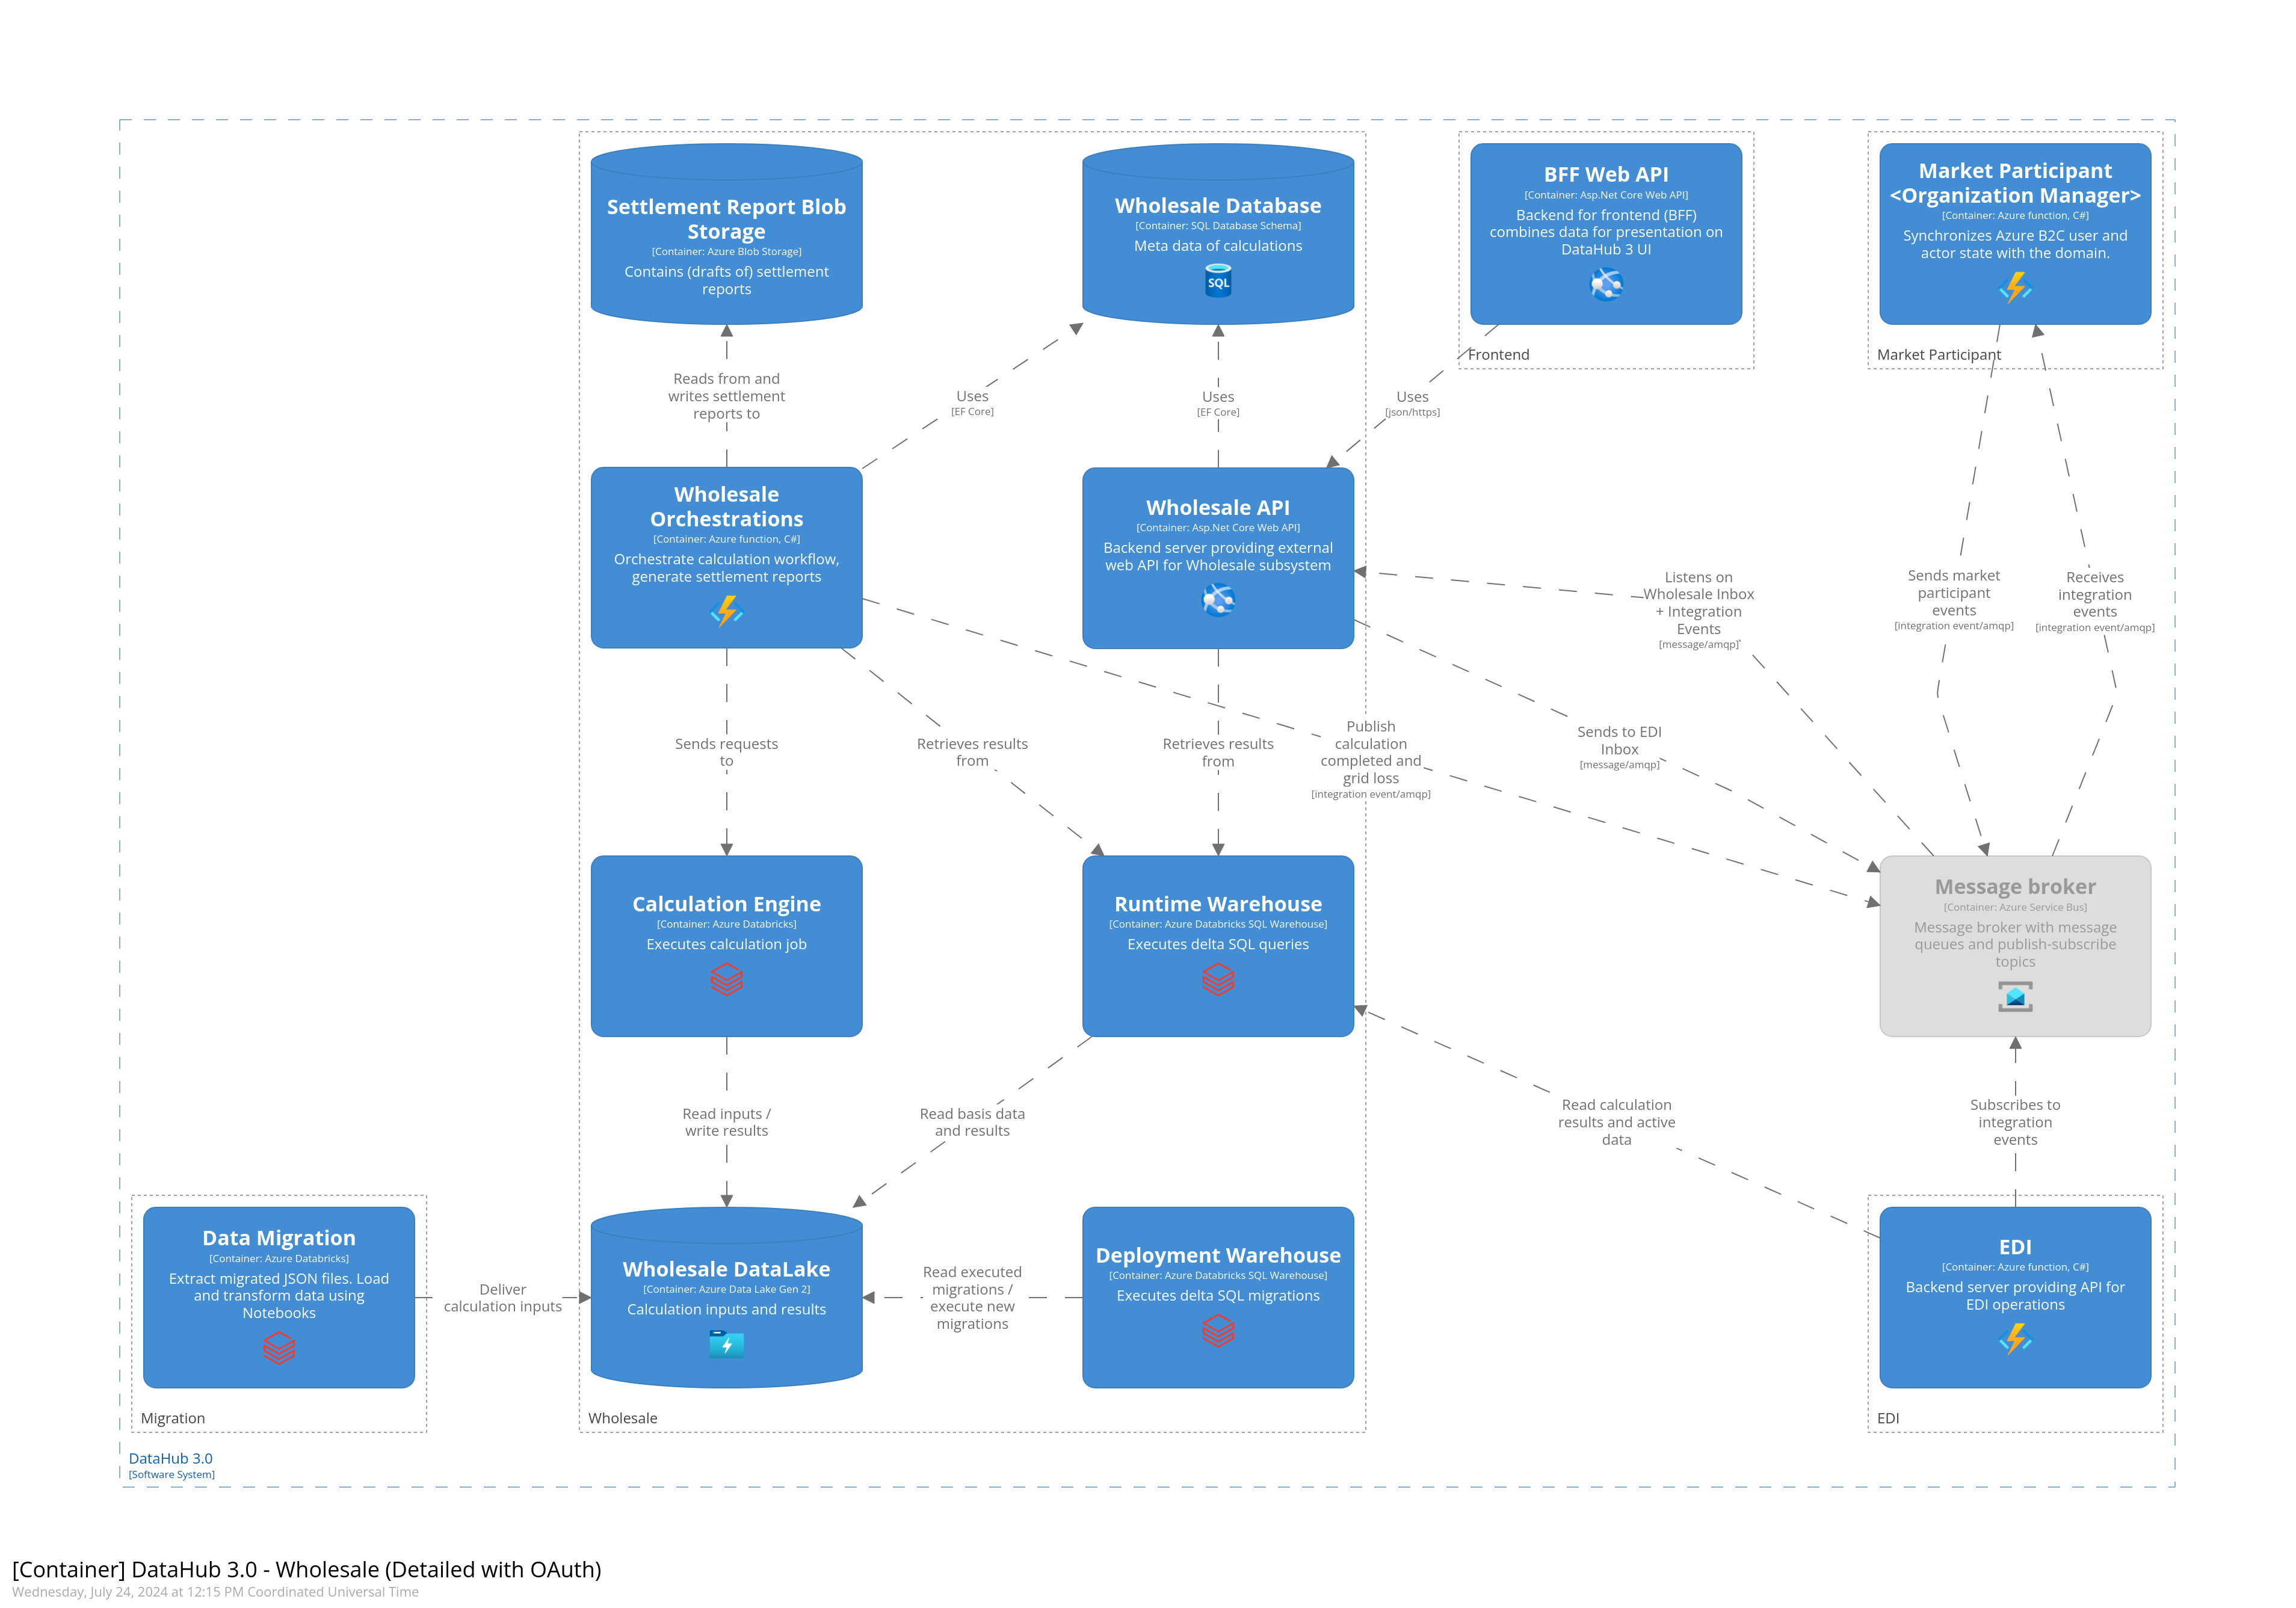 Settlement Report Blob
Storage
[Container: Azure Blob Storage]
Contains (drafts of) settlement
reports
Wholesale Database
[Container: SQL Database Schema]
Meta data of calculations
SQL
BFF Web API
[Container: Asp.Net Core Web API]
Backend for frontend (BFF)
combines data for presentation on
DataHub 3 UI
Frontend
Market Participant
<Organization Manager>
[Container: Azure function, C#]
Synchronizes Azure B2C user and
actor state with the domain.
Market Participant
Reads from and
writes settlement
reports to
Uses
[EF Core]
Uses
[EF Core]
Uses
[json/https]
Wholesale
Orchestrations
[Container: Azure function, C#]
Orchestrate calculation workflow,
generate settlement reports
Wholesale API
[Container: Asp.Net Core Web API]
Backend server providing external
web API for Wholesale subsystem
Listens on
Wholesale Inbox
+ Integration
Events
[message/amqp]
Sends market
participant
events
[integration event/amqp]
Receives
integration
events
[integration event/amqp]
Sends requests
to
Retrieves results
from
Retrieves results
from
Publish
calculation
completed and
grid loss
[integration event/amqp]
Sends to EDI
Inbox
[message/amqp]
Calculation Engine
[Container: Azure Databricks]
Executes calculation job
Runtime Warehouse
[Container: Azure Databricks SQL Warehouse]
Executes delta SQL queries
Message broker
[Container: Azure Service Bus]
Message broker with message
queues and publish-subscribe
topics
Read inputs /
write results
Read basis data
and results
Read calculation
results and active
data
Subscribes to
integration
events
Data Migration
[Container: Azure Databricks]
Extract migrated JSON files. Load
and transform data using
Notebooks
Migration
Deliver
calculation inputs
Wholesale DataLake
[Container: Azure Data Lake Gen 2]
Calculation inputs and results
Read executed
migrations /
execute new
migrations
Deployment Warehouse
[Container: Azure Databricks SQL Warehouse]
Executes delta SQL migrations
Wholesale
EDI
[Container: Azure function, C#]
Backend server providing API for
EDI operations
EDI
DataHub 3.0
[Software System]
[Container] DataHub 3.0 - Wholesale (Detailed with OAuth)
Wednesday, July 24, 2024 at 12:15 PM Coordinated Universal Time